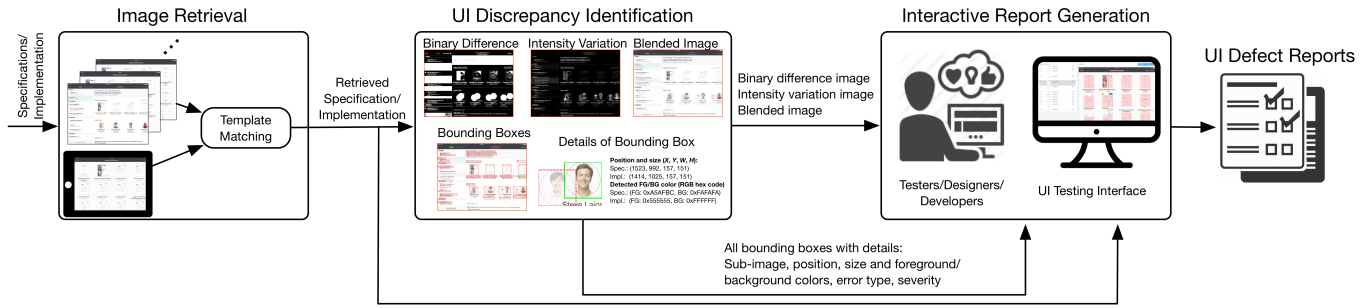 Image Retrieval
UI Discrepancy Identification
Interactive Report Generation
Specifications/
Implementation
Template
Matching
Retrieved
Specification/
Implementation
Binary Difference
Intensity Variation
Blended Image
Bounding Boxes
Details of Bounding Box
Position and size (X, Y, W, H):
Spec.: (1523, 992, 157, 151)
Impl.: (1414, 1025, 157, 151)
Detected FG/BG color (RGB hex code)
Spec.: (FG: 0xA5AFBC, BG: 0xFAFAFA)
Impl.: (FG: 0x555555, BG: 0xFFFFFF)
Binary difference image
Intensity variation image
Blended image
Testers/Designers/
Developers
UI Testing Interface
UI Defect Reports
All bounding boxes with details:
Sub-image, position, size and foreground/
background colors, error type, severity